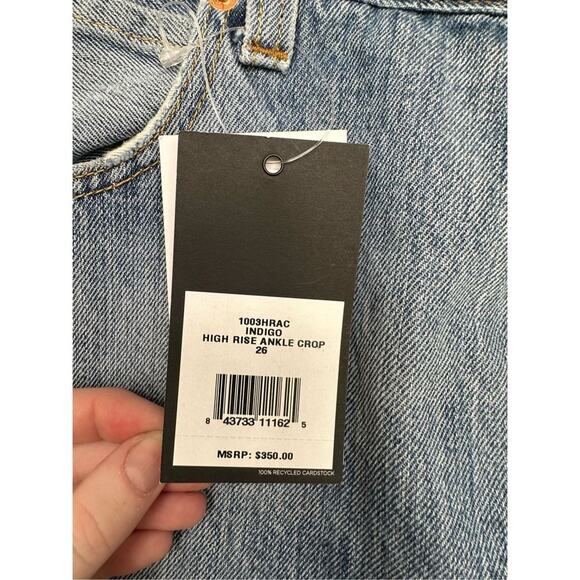 1003HRAC
INDIGO
HIGH RISE ANKLE CROP
26
8 43733 11162 5
MSRP: $350.00
100% RECYCLED CARDSTOCK